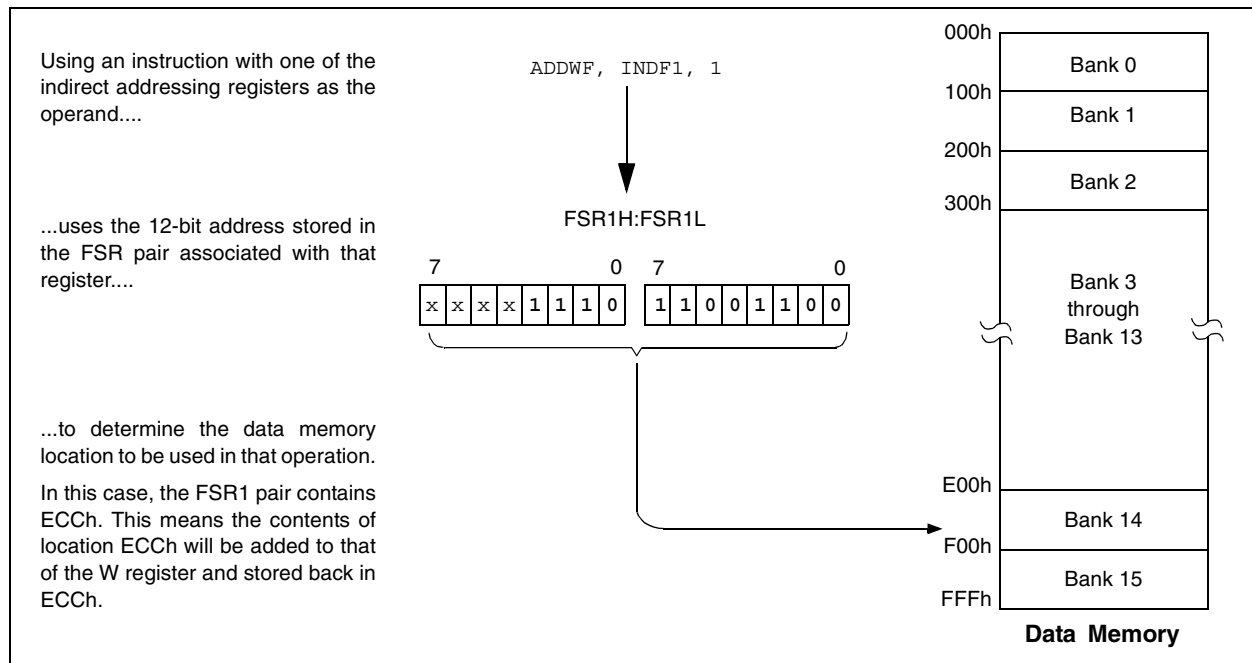 Using an instruction with one of the
indirect addressing registers as the
operand....
ADDWF, INDF1, 1
...uses the 12-bit address stored in
the FSR pair associated with that
register....
FSR1H:FSR1L
7 0 7 0
x x x x 1 1 1 0 1 1 0 0 1 1 0 0
...to determine the data memory
location to be used in that operation.
In this case, the FSR1 pair contains
ECCh. This means the contents of
location ECCh will be added to that
of the W register and stored back in
ECCh.
000h
Bank 0
100h
Bank 1
200h
Bank 2
300h
Bank 3
through
Bank 13
E00h
Bank 14
F00h
Bank 15
FFFh
Data Memory